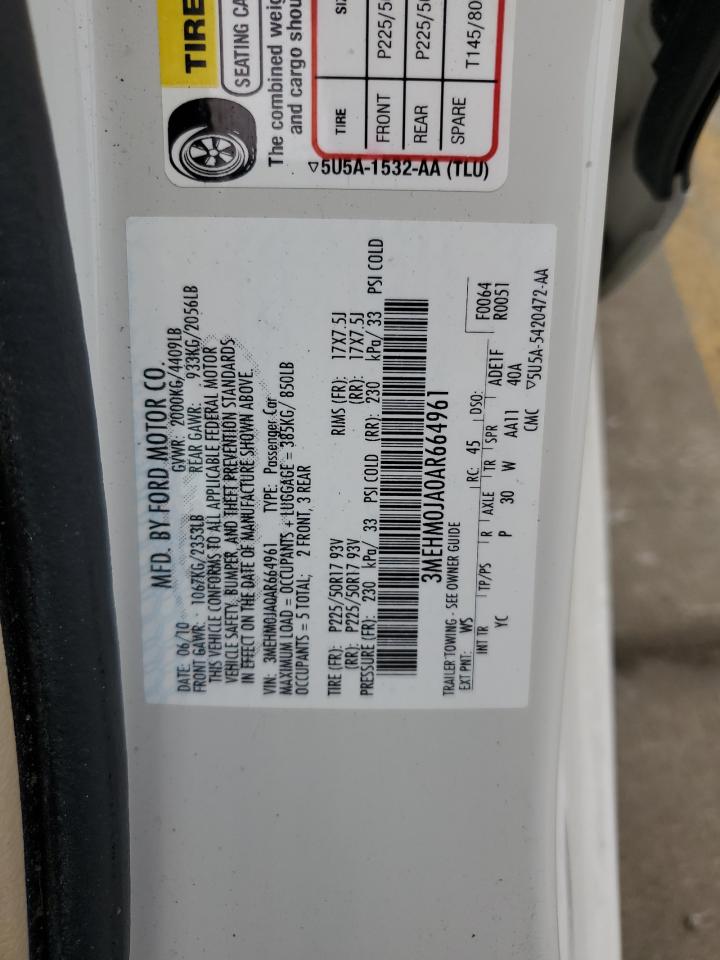 TIRE
SEATING CA
The combined weig
and cargo shou
TIRE SI
FRONT P225/50
REAR P225/50
SPARE T145/80
▽5U5A-1532-AA (TLU)
MFD. BY FORD MOTOR CO.
DATE: 06/10 GVWR: 2000KG/4409LB
FRONT GAWR: 1067KG/2353LB REAR GAWR: 933KG/2056LB
THIS VEHICLE CONFORMS TO ALL APPLICABLE FEDERAL MOTOR
VEHICLE SAFETY, BUMPER, AND THEFT PREVENTION STANDARDS
IN EFFECT ON THE DATE OF MANUFACTURE SHOWN ABOVE.
VIN: 3MEHM0JA0AR664961 TYPE: Passenger Car
MAXIMUM LOAD = OCCUPANTS + LUGGAGE = 385KG/ 850LB
OCCUPANTS = 5 TOTAL; 2 FRONT, 3 REAR
TIRE (FR): P225/50R17 93V RIMS (FR): 17X7.5J
(RR): P225/50R17 93V (RR): 17X7.5J
PRESSURE (FR): 230 kPa/ 33 PSI COLD (RR): 230 kPa/ 33 PSI COLD
3MEHM0JA0AR664961
TRAILER TOWING - SEE OWNER GUIDE F0064
EXT PNT: WS RC: 45 DSO: R0051
INT TR TP/PS R AXLE TR SPR ADE1F
YC P 30 W AA11 40A
CMC ▽5U5A-5420472-AA